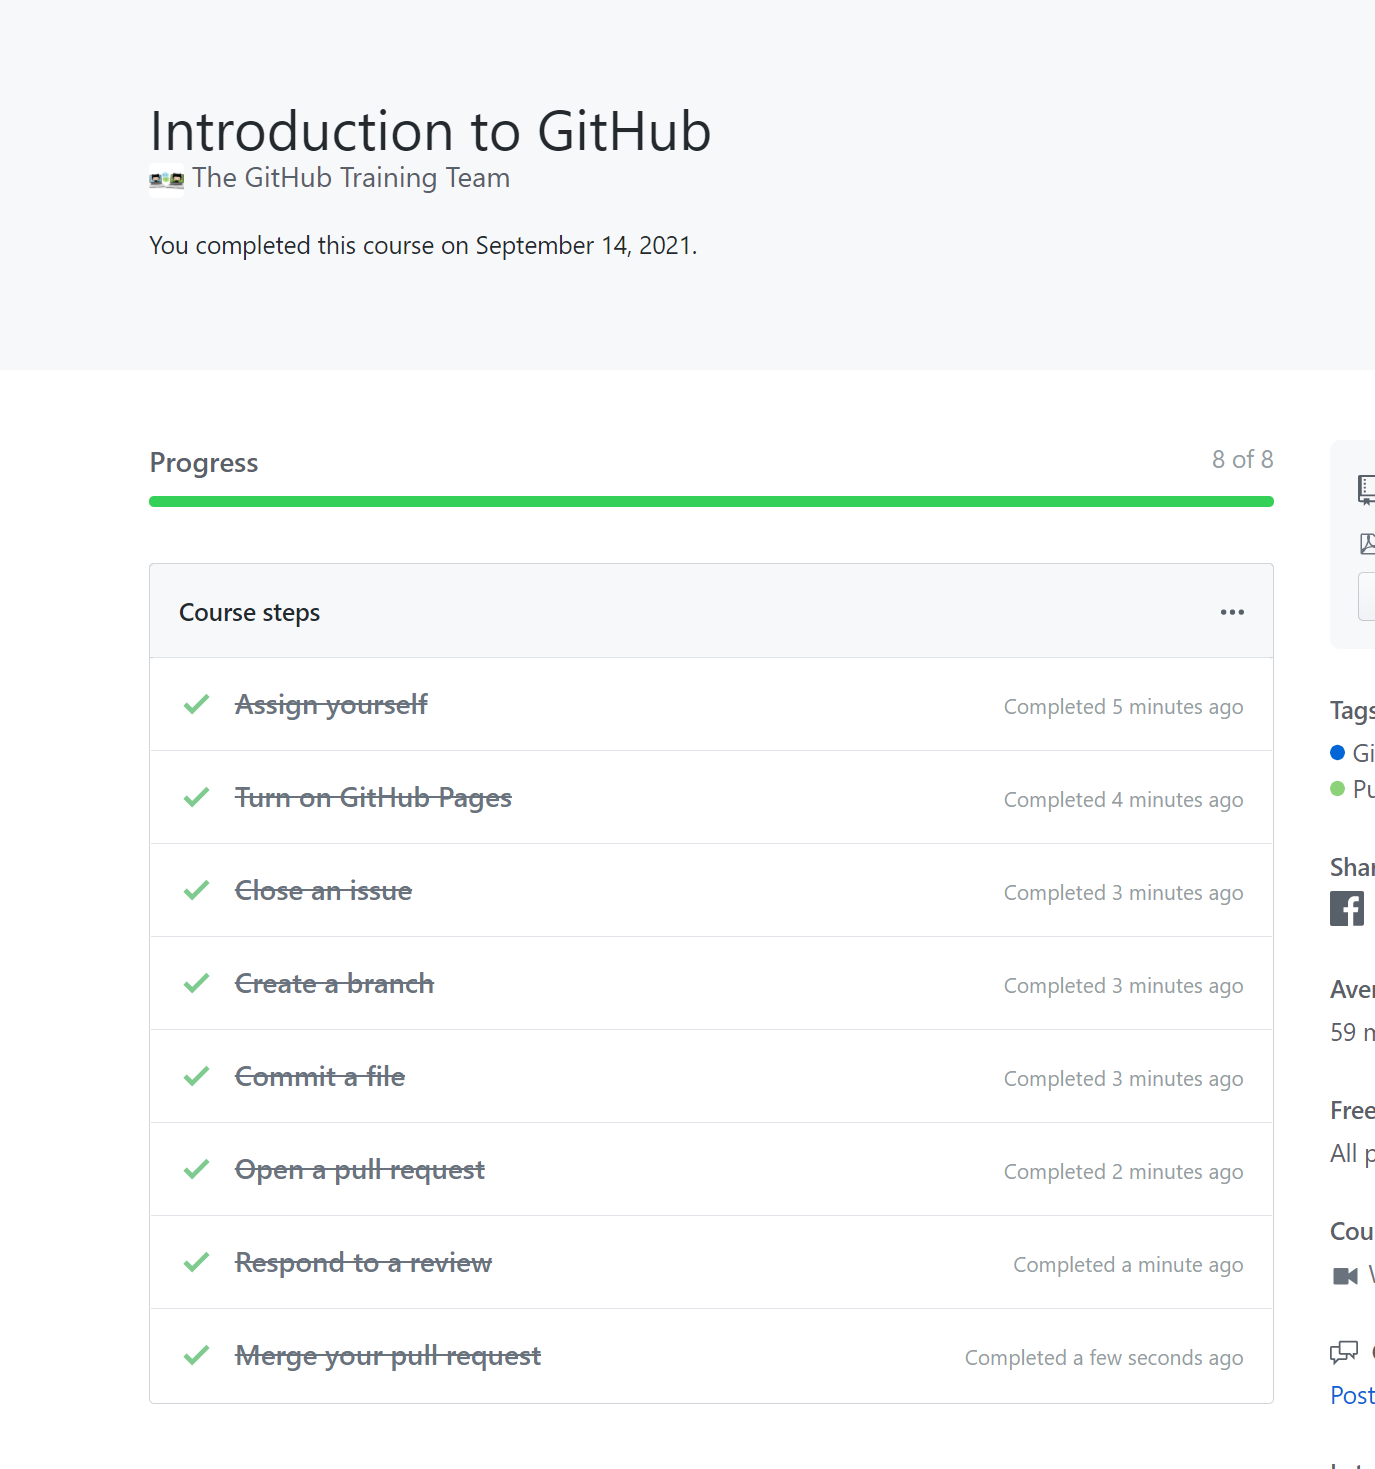 Introduction to GitHub
The GitHub Training Team
You completed this course on September 14, 2021.
Progress
8 of 8
Course steps
Assign yourself
Completed 5 minutes ago
Turn on GitHub Pages
Completed 4 minutes ago
Close an issue
Completed 3 minutes ago
Create a branch
Completed 3 minutes ago
Commit a file
Completed 3 minutes ago
Open a pull request
Completed 2 minutes ago
Respond to a review
Completed a minute ago
Merge your pull request
Completed a few seconds ago
Tags
Gi
Pu
Shar
Aver
59 m
Free
All p
Cou
Post